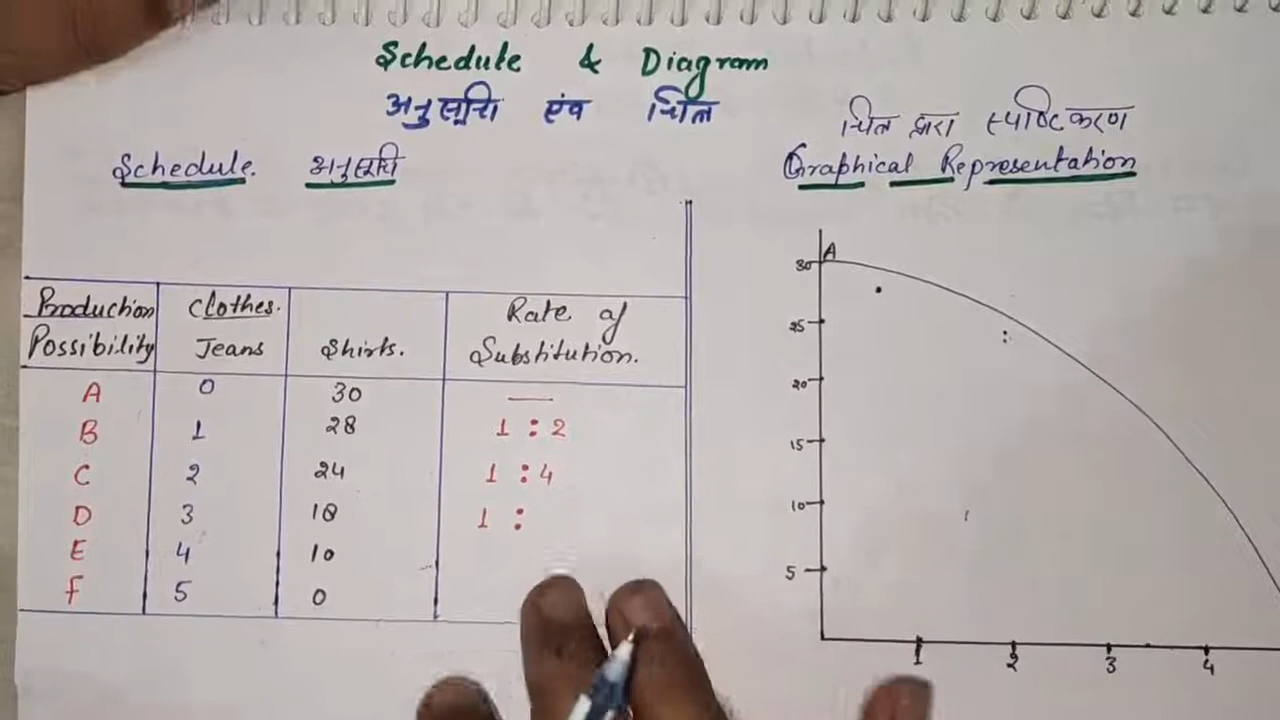 Schedule & Diagram
अनुसूचि एंव चित्र
चित्र द्वारा स्पष्टिकरण
Graphical Representation
Schedule. अनुसूचि
Production Possibility	Clothes. Jeans	Shirts.	Rate of Substitution.
A	0	30	—
B	1	28	1 : 2
C	2	24	1 : 4
D	3	18	1 :
E	4	10
F	5	0
A
30
25
20
15
10
5
1 2 3 4